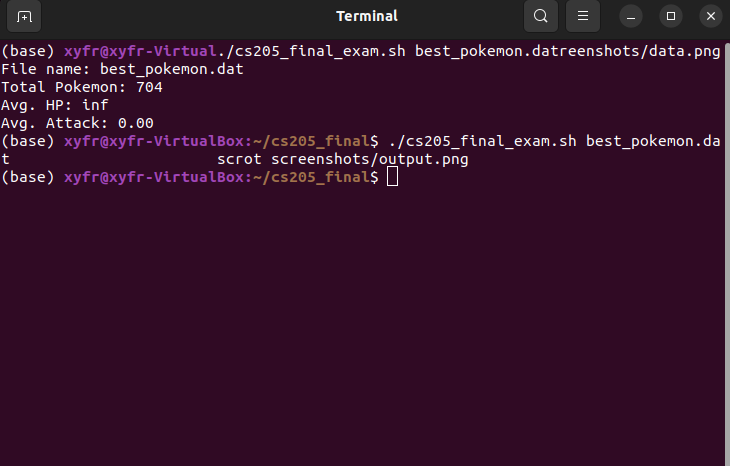 Terminal
(base) xyfr@xyfr-Virtual./cs205_final_exam.sh best_pokemon.datreenshots/data.png
File name: best_pokemon.dat
Total Pokemon: 704
Avg. HP: inf
Avg. Attack: 0.00
(base) xyfr@xyfr-VirtualBox:~/cs205_final$ ./cs205_final_exam.sh best_pokemon.da
t                       scrot screenshots/output.png
(base) xyfr@xyfr-VirtualBox:~/cs205_final$